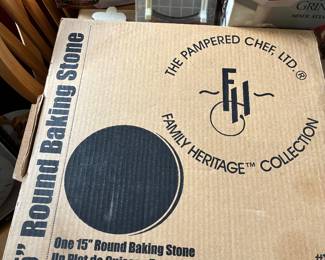 THE PAMPERED CHEF, LTD.®
FH
FAMILY HERITAGE™ COLLECTION
" Round Baking Stone
One 15" Round Baking Stone